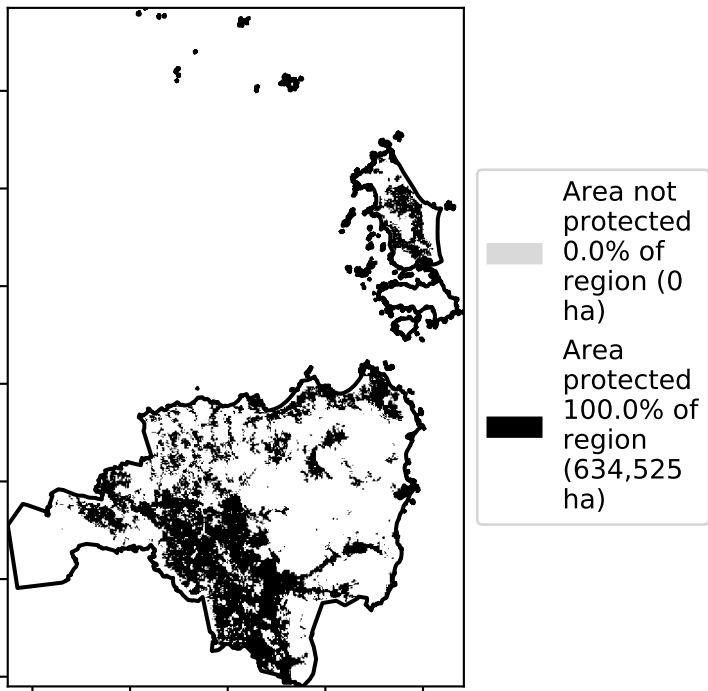 Area not
protected
0.0% of
region (0
ha)
Area
protected
100.0% of
region
(634,525
ha)